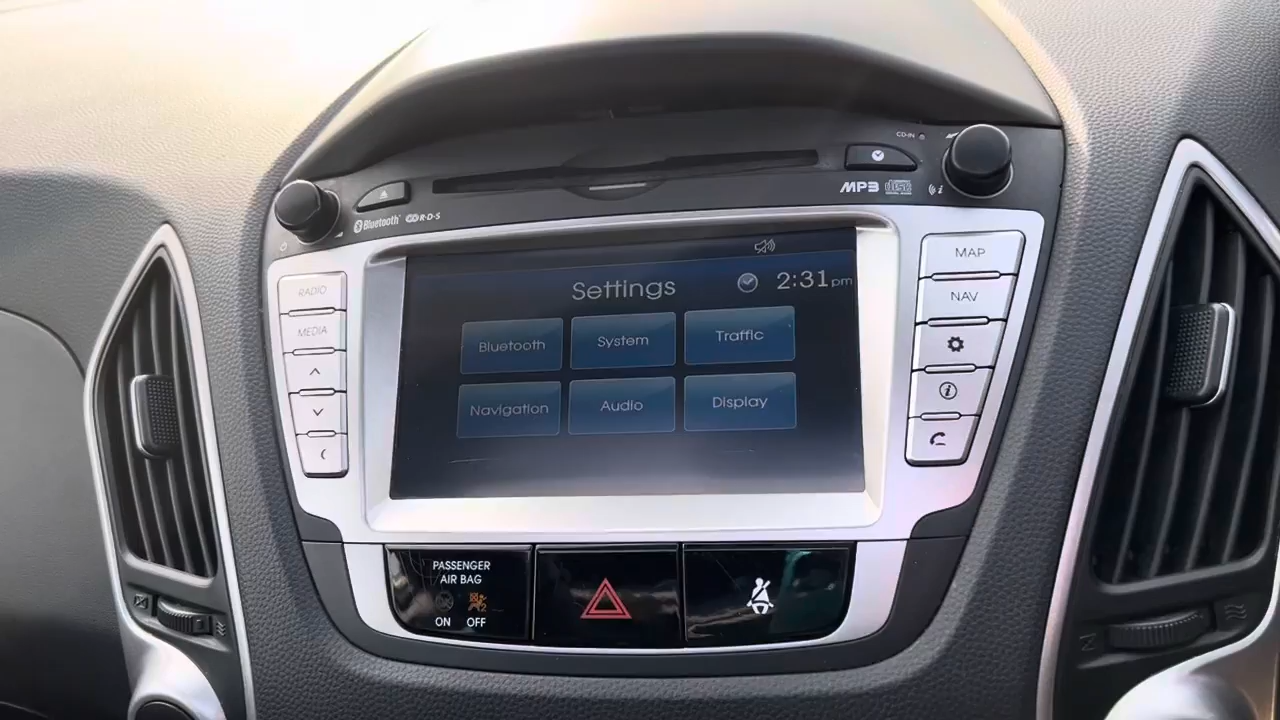 CD-IN
MP3
disc
Bluetooth
R·D·S
MAP
RADIO
NAV
MEDIA
Settings
2:31pm
Bluetooth
System
Traffic
Navigation
Audio
Display
PASSENGER
AIR BAG
ON OFF